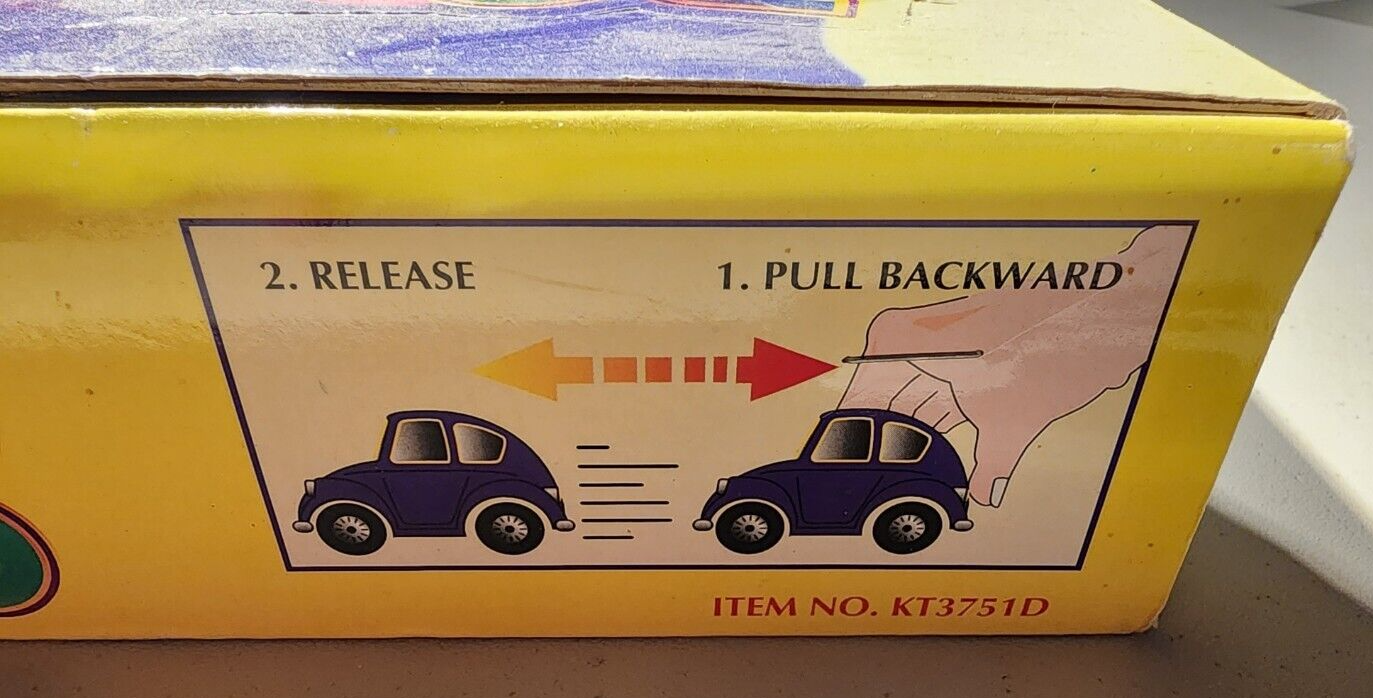 2. RELEASE
1. PULL BACKWARD
ITEM NO. KT3751D